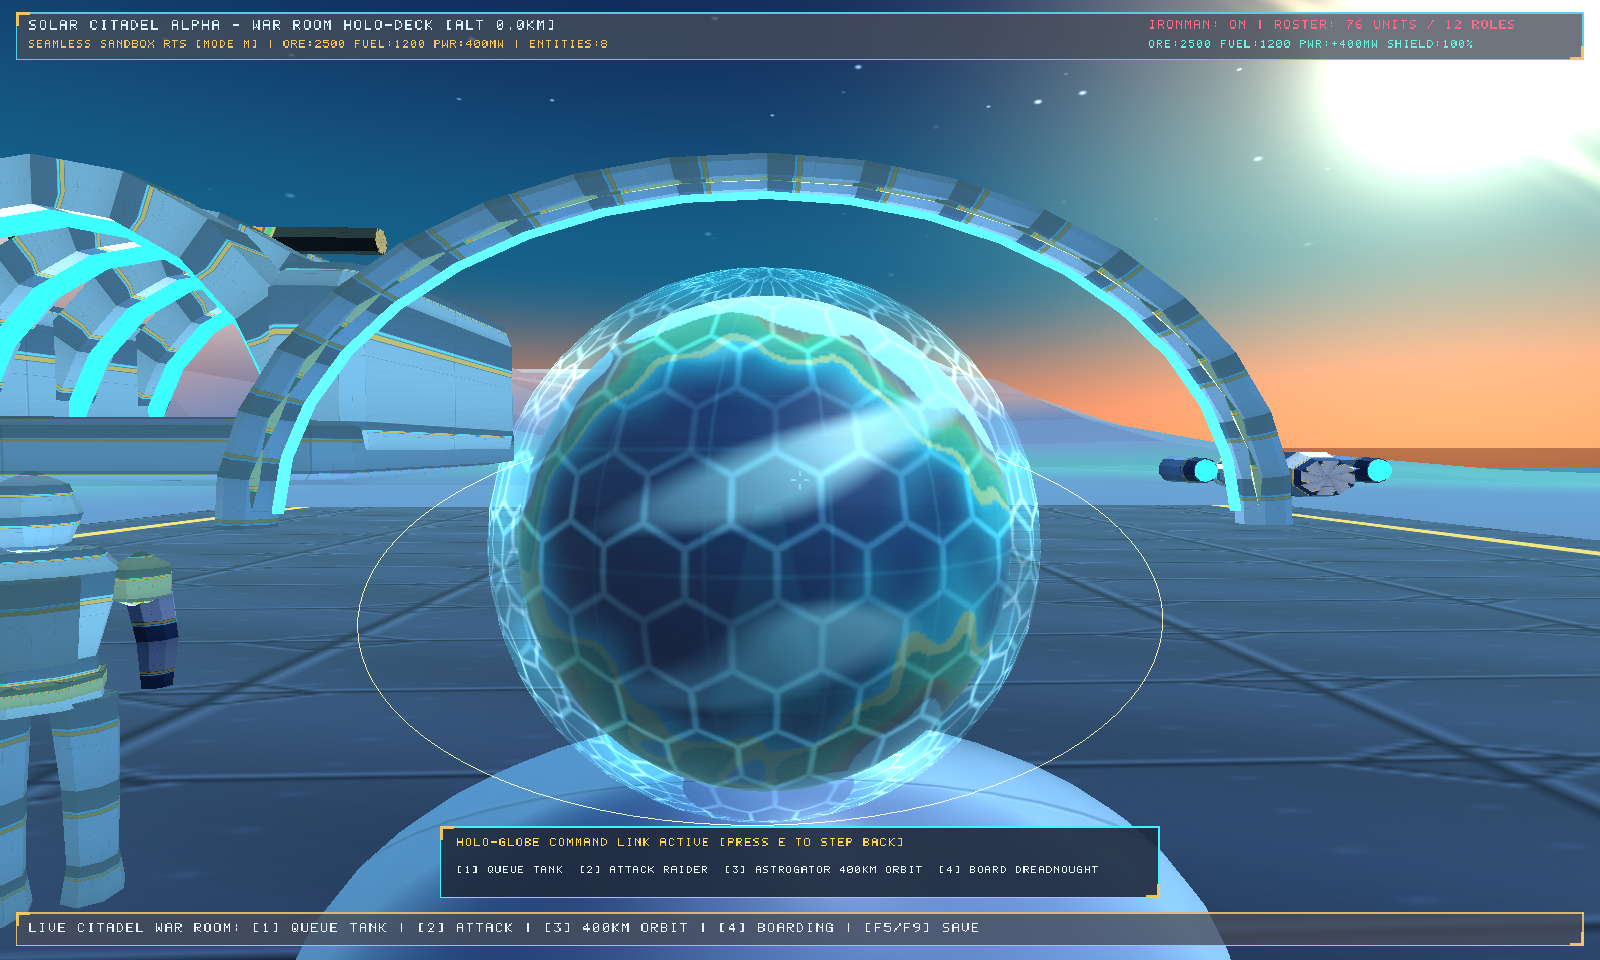 SOLAR CITADEL ALPHA - WAR ROOM HOLO-DECK [ALT 0.0KM]
SEAMLESS SANDBOX RTS [MODE M] | ORE:2500 FUEL:1200 PWR:400MW | ENTITIES:8
IRONMAN: ON | ROSTER: 76 UNITS / 12 ROLES
ORE:2500 FUEL:1200 PWR:+400MW SHIELD:100%
HOLO-GLOBE COMMAND LINK ACTIVE [PRESS E TO STEP BACK]
[1] QUEUE TANK [2] ATTACK RAIDER [3] ASTROGATOR 400KM ORBIT [4] BOARD DREADNOUGHT
LIVE CITADEL WAR ROOM: [1] QUEUE TANK | [2] ATTACK | [3] 400KM ORBIT | [4] BOARDING | [F5/F9] SAVE